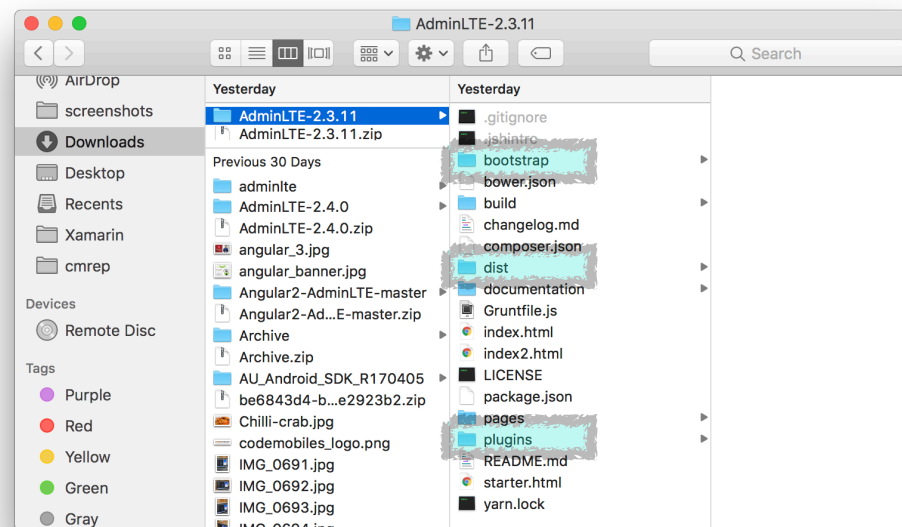 AdminLTE-2.3.11
Search
AirDrop
screenshots
Downloads
Desktop
Recents
Xamarin
cmrep
Devices
Remote Disc
Tags
Purple
Red
Yellow
Green
Gray
Yesterday
AdminLTE-2.3.11
AdminLTE-2.3.11.zip
Previous 30 Days
adminlte
AdminLTE-2.4.0
AdminLTE-2.4.0.zip
angular_3.jpg
angular_banner.jpg
Angular2-AdminLTE-master
Angular2-Ad...E-master.zip
Archive
Archive.zip
AU_Android_SDK_R170405
be6843d4-b...e2923b2.zip
Chilli-crab.jpg
codemobiles_logo.png
IMG_0691.jpg
IMG_0692.jpg
IMG_0693.jpg
IMG_0694.jpg
Yesterday
.gitignore
.jshintrc
bootstrap
bower.json
build
changelog.md
composer.json
dist
documentation
Gruntfile.js
index.html
index2.html
LICENSE
package.json
pages
plugins
README.md
starter.html
yarn.lock